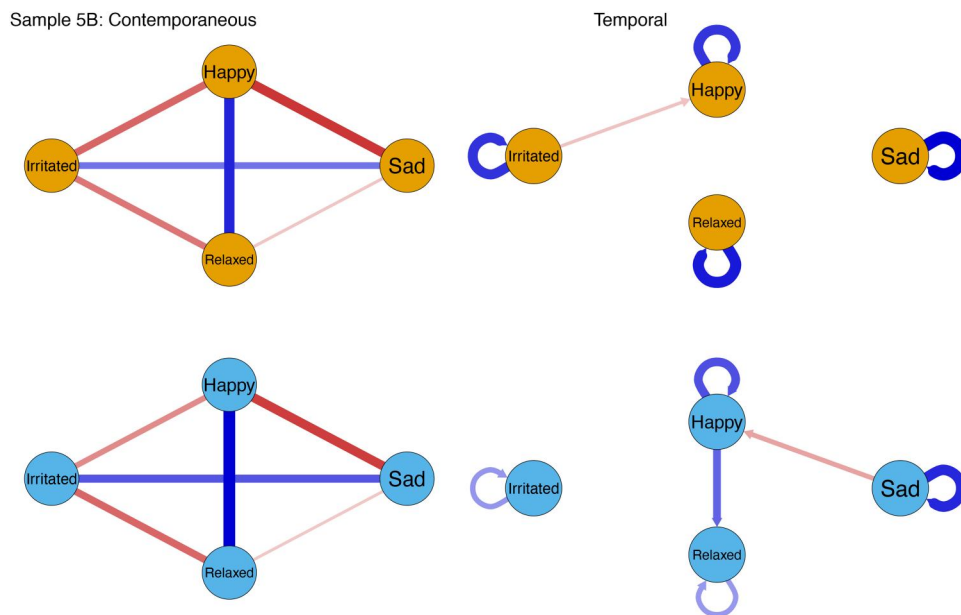 Sample 5B: Contemporaneous
Temporal
Happy
Irritated
Sad
Relaxed
Happy
Irritated
Sad
Relaxed
Happy
Irritated
Sad
Relaxed
Happy
Irritated
Sad
Relaxed